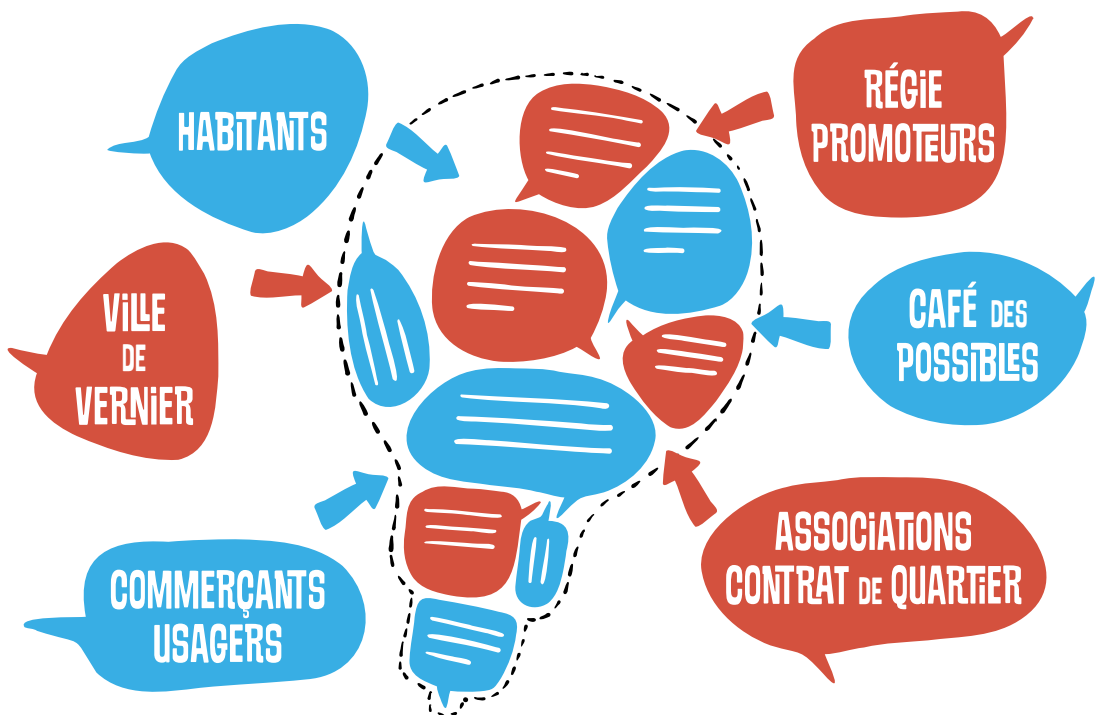 HABITANTS
RÉGIE
PROMOTEURS
VILLE
DE
VERNIER
CAFÉ DES
POSSIBLES
COMMERÇANTS
USAGERS
ASSOCIATIONS
CONTRAT DE QUARTIER